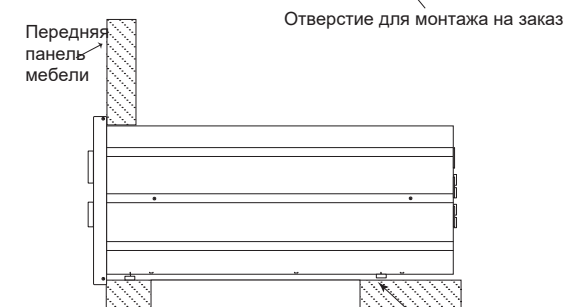 Отверстие для монтажа на заказ
Передняя
панель
мебели